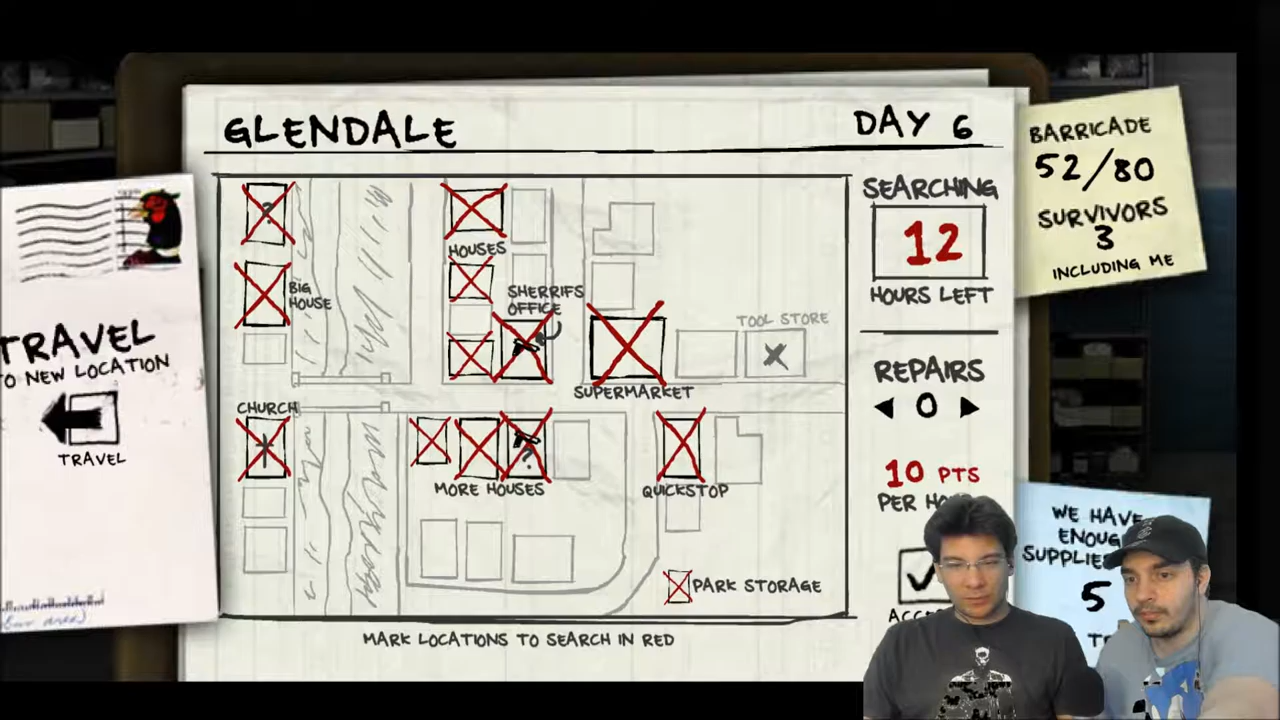 GLENDALE
DAY 6
TRAVEL
TO NEW LOCATION
TRAVEL
?
HOUSES
BIG
HOUSE
SHERRIFS
OFFICE
TOOL STORE
SUPERMARKET
CHURCH
?
MORE HOUSES
QUICKSTOP
PARK STORAGE
MARK LOCATIONS TO SEARCH IN RED
SEARCHING
12
HOURS LEFT
REPAIRS
0
10 PTS
PER
BARRICADE
52/80
SURVIVORS
3
INCLUDING ME
WE HAVE
SUPPLIES
5